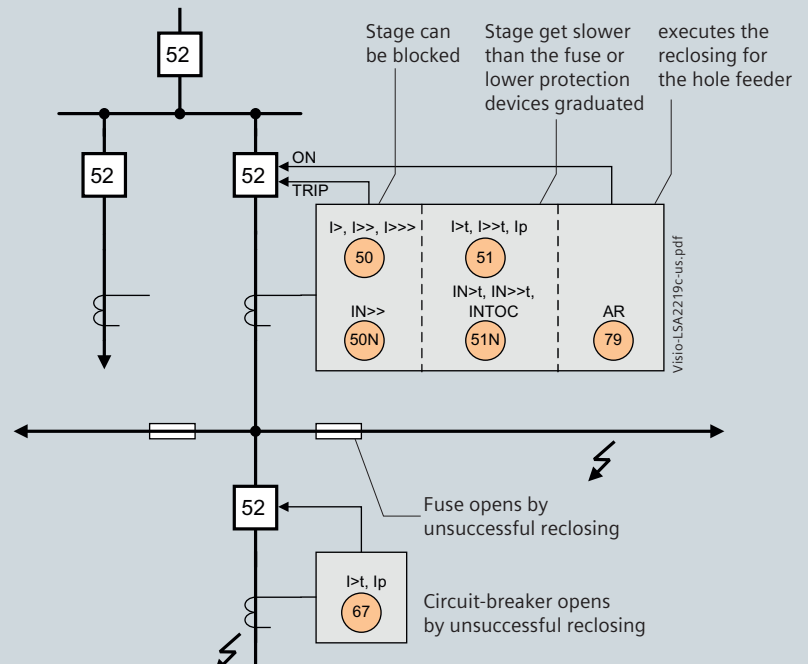 Stage can
be blocked
Stage get slower
than the fuse or
lower protection
devices graduated
executes the
reclosing for
the hole feeder
52
52
52
ON
TRIP
I>, I>>, I>>>
50
IN>>
50N
I>t, I>>t, Ip
51
IN>t, IN>>t,
INTOC
51N
AR
79
Visio-LSA2219c-us.pdf
52
Fuse opens by
unsuccessful reclosing
I>t, Ip
67
Circuit-breaker opens
by unsuccessful reclosing